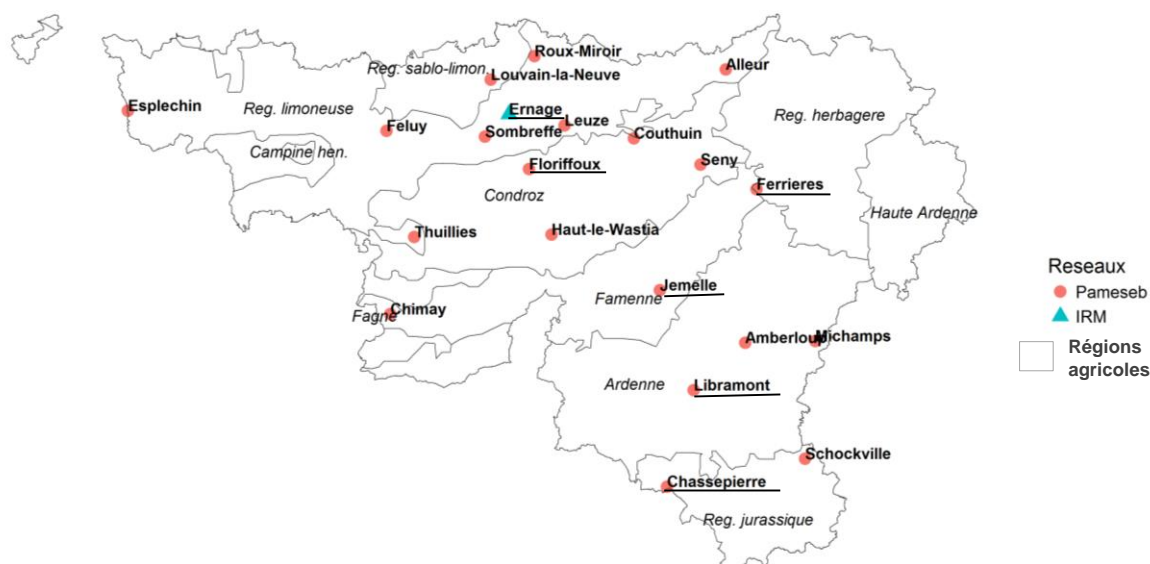 Roux-Miroir
Reg. sablo-limon.
Louvain-la-Neuve
Alleur
Esplechin
Reg. limoneuse
Ernage
Reg. herbagere
Feluy
Leuze
Sombreffe
Couthuin
Campine hen.
Floriffoux
Seny
Condroz
Ferrieres
Haute Ardenne
Thuillies
Haut-le-Wastia
Reseaux
Jemelle
Pameseb
Famenne
Chimay
Fagne
IRM
Amberloup
Michamps
Régions
agricoles
Ardenne
Libramont
Schockville
Chassepierre
Reg. jurassique